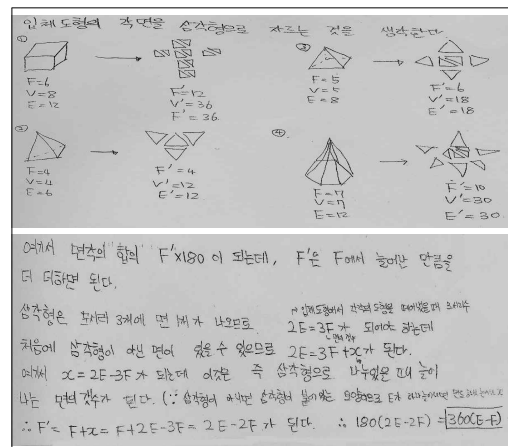 입체도형의 각면을 삼각형으로 자르는 것을 생각한다.
①
F=6
V=8
E=12
F'=12
V'=36
F'=36.
②
F=4
V=4
E=6
F'=4
V'=12
E'=12
③
F=5
V=5
E=8
F'=6
V'=18
E'=18
④
F=7
V=7
E=12
F'=10
V'=30
E'=30
여기서 면각의 합의 F'×180 이 되는데, F'은 F에서 늘어난 만큼을
더 더하면 된다.
삼각형은 모서리 3개에 면 1개가 나오므로 2E=3F가 되어야 하는데
처음에 삼각형이 아닌 면이 있을 수 있으므로 2E=3F+x가 된다.
여기서 x=2E-3F가 되는데 이것은 즉 삼각형으로 나누었을 때 늘어
나는 면의 갯수가 된다. (∵ 삼각형이 아닌
∴ F'=F+x=F+2E-3F=2E-2F가 된다. ∴ 180(2E-2F)=360(E-F)